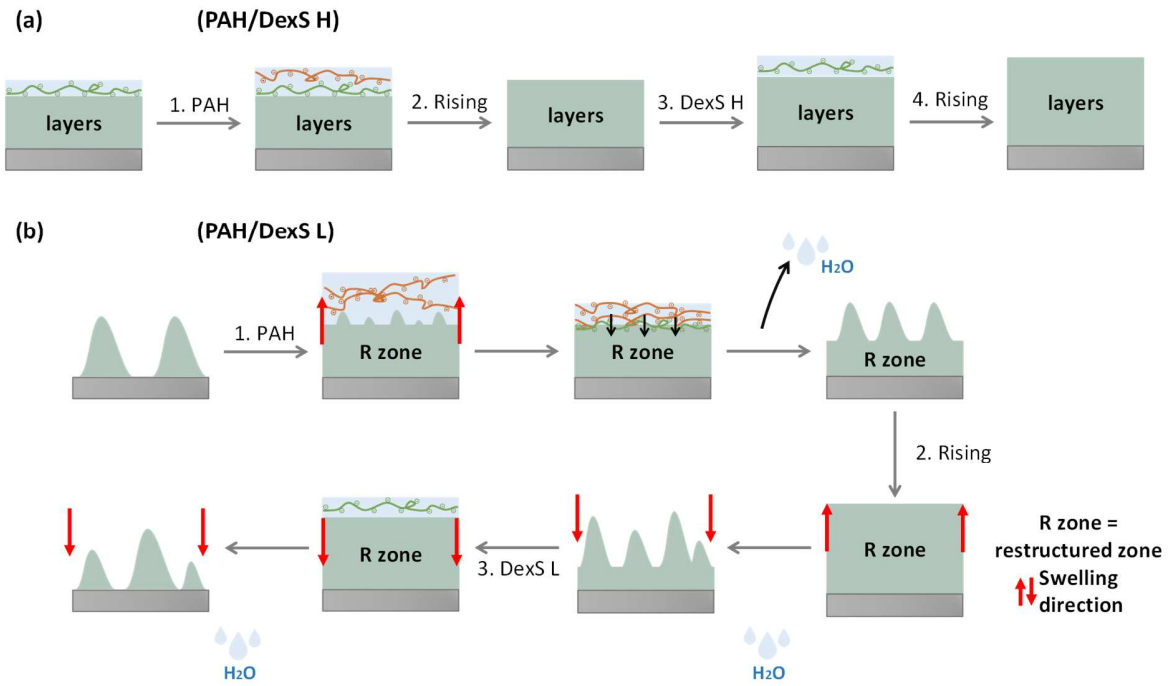 (a)
(PAH/DexS H)
layers
1. PAH
layers
2. Rising
layers
3. DexS H
layers
4. Rising
layers
(b)
(PAH/DexS L)
H₂O
1. PAH
R zone
R zone
R zone
2. Rising
R zone
3. DexS L
R zone
R zone =
restructured zone
Swelling
direction
H₂O
H₂O